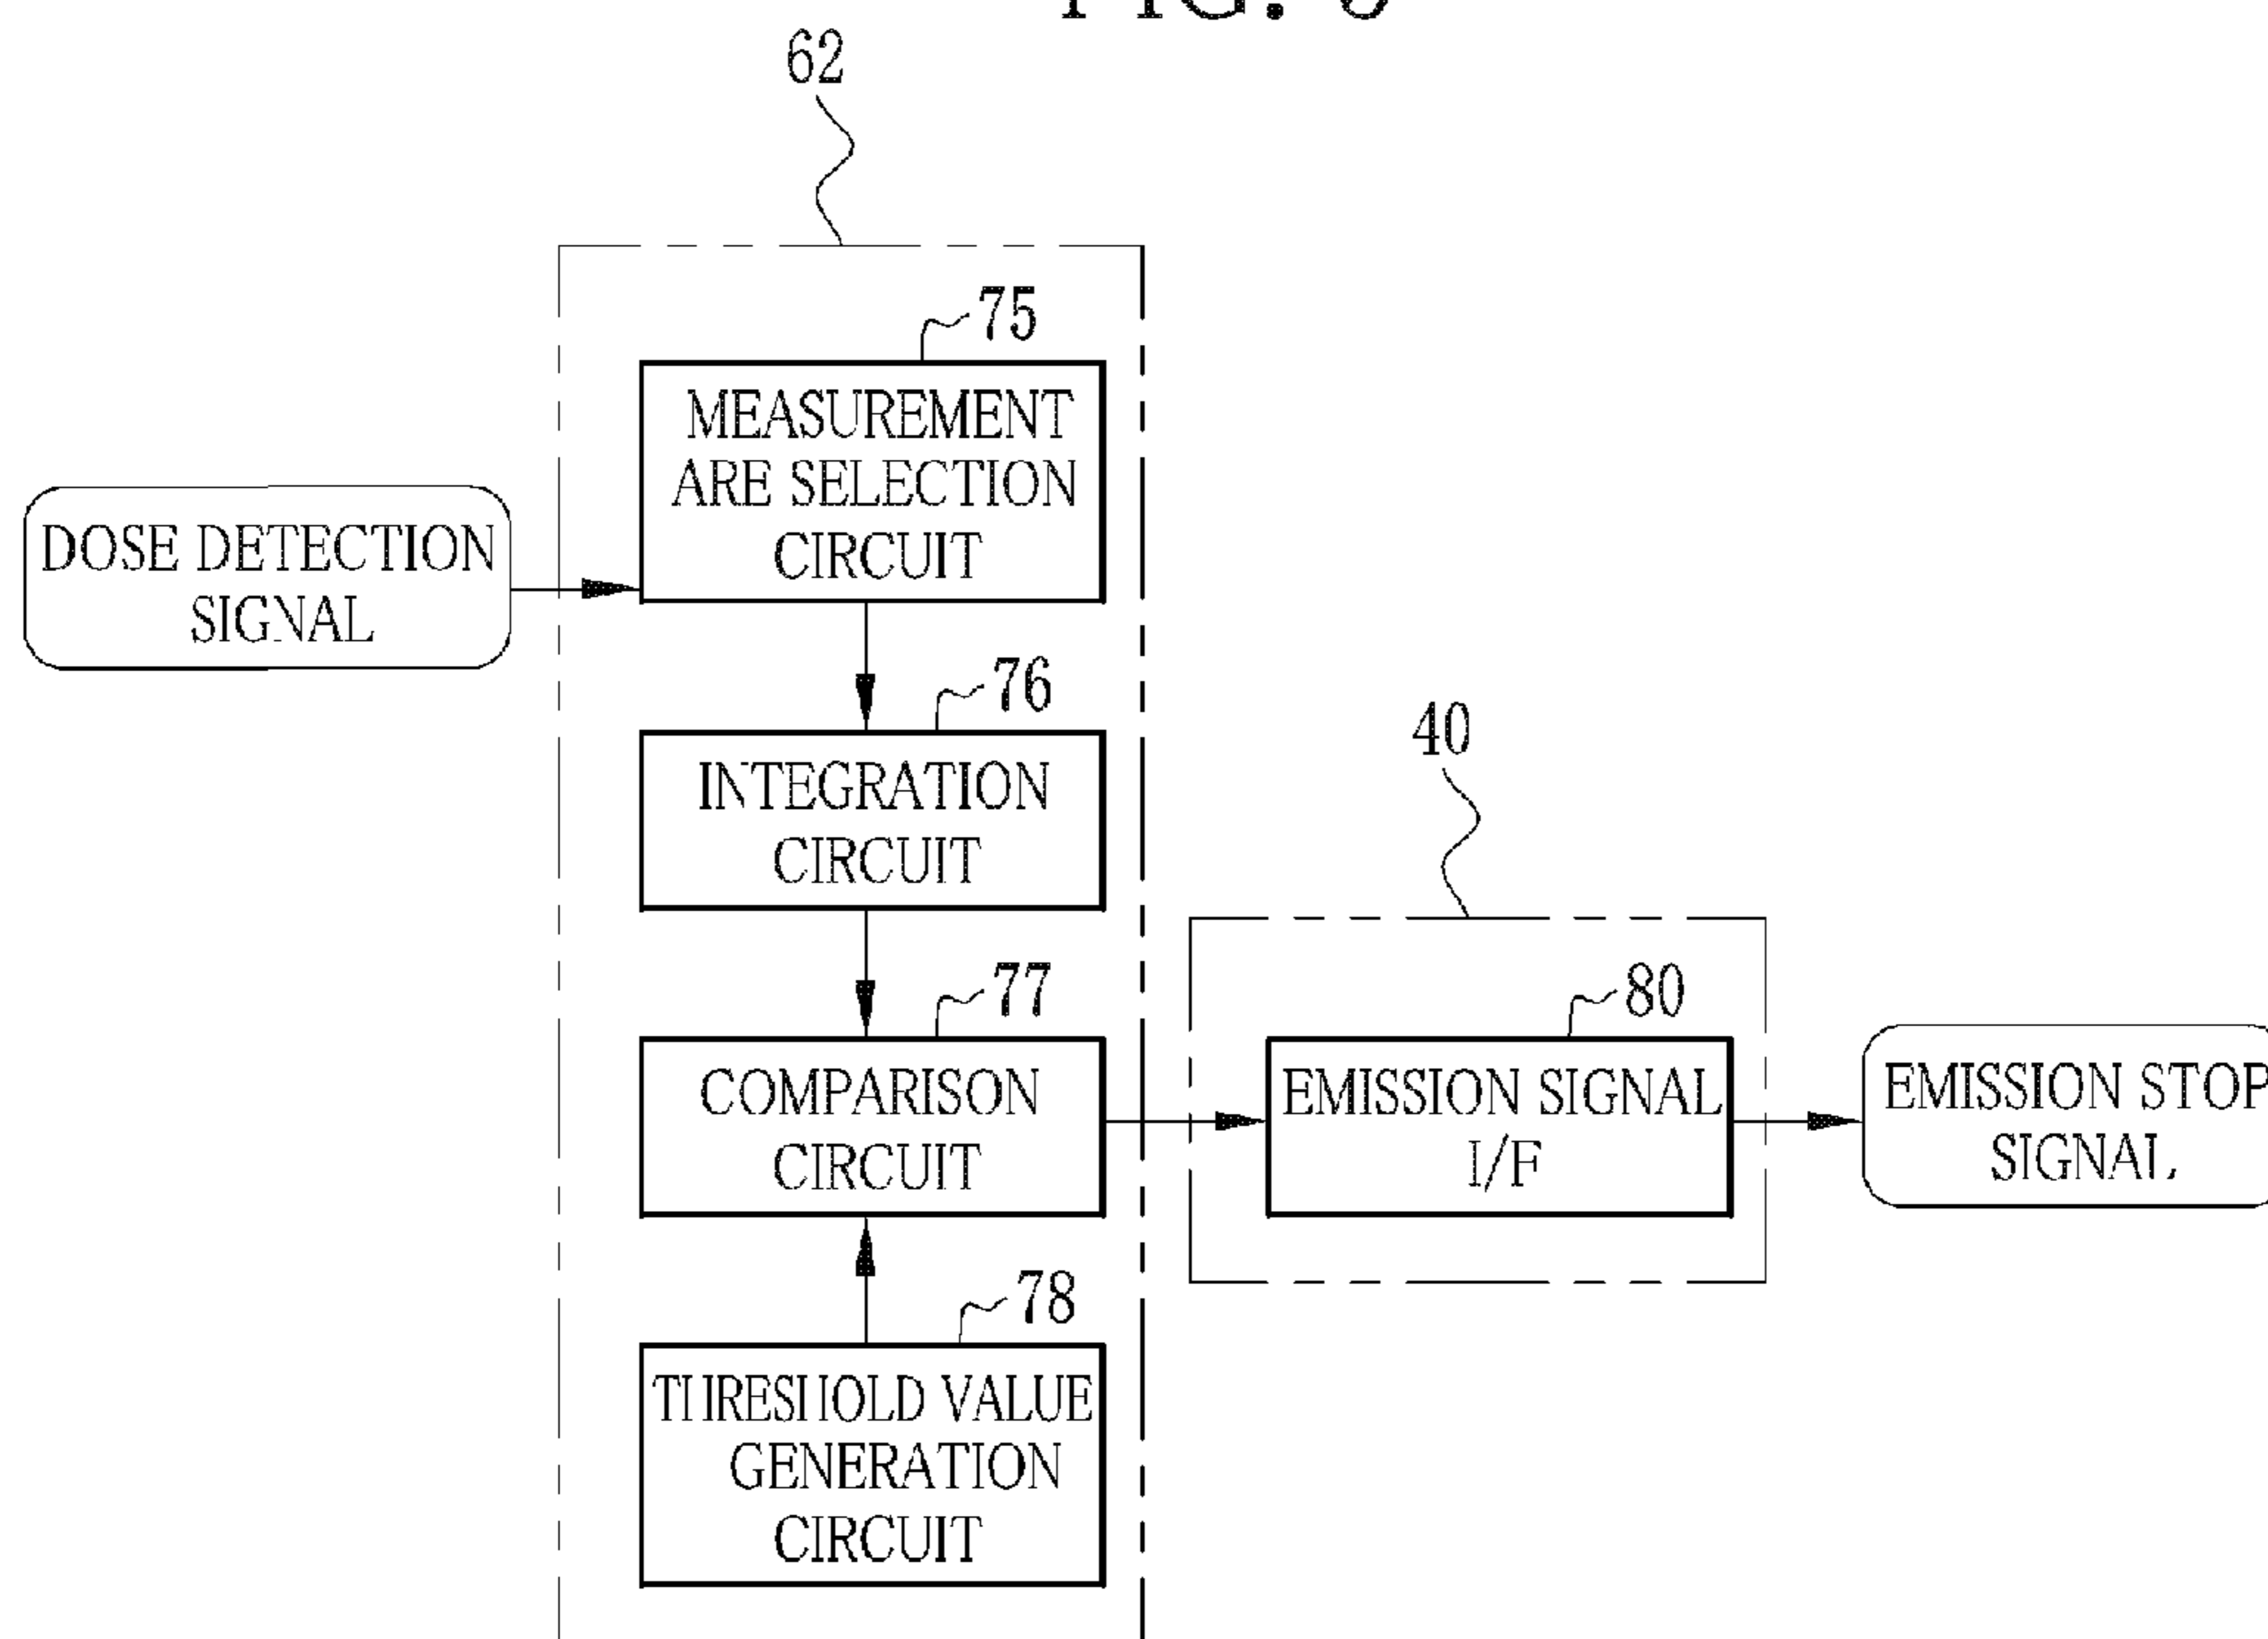 62
75
MEASUREMENT
ARE SELECTION
CIRCUIT
DOSE DETECTION
SIGNAL
76
INTEGRATION
CIRCUIT
40
77
80
COMPARISON
CIRCUIT
EMISSION SIGNAL
I/F
EMISSION STOP
SIGNAL
78
THRESHOLD VALUE
GENERATION
CIRCUIT